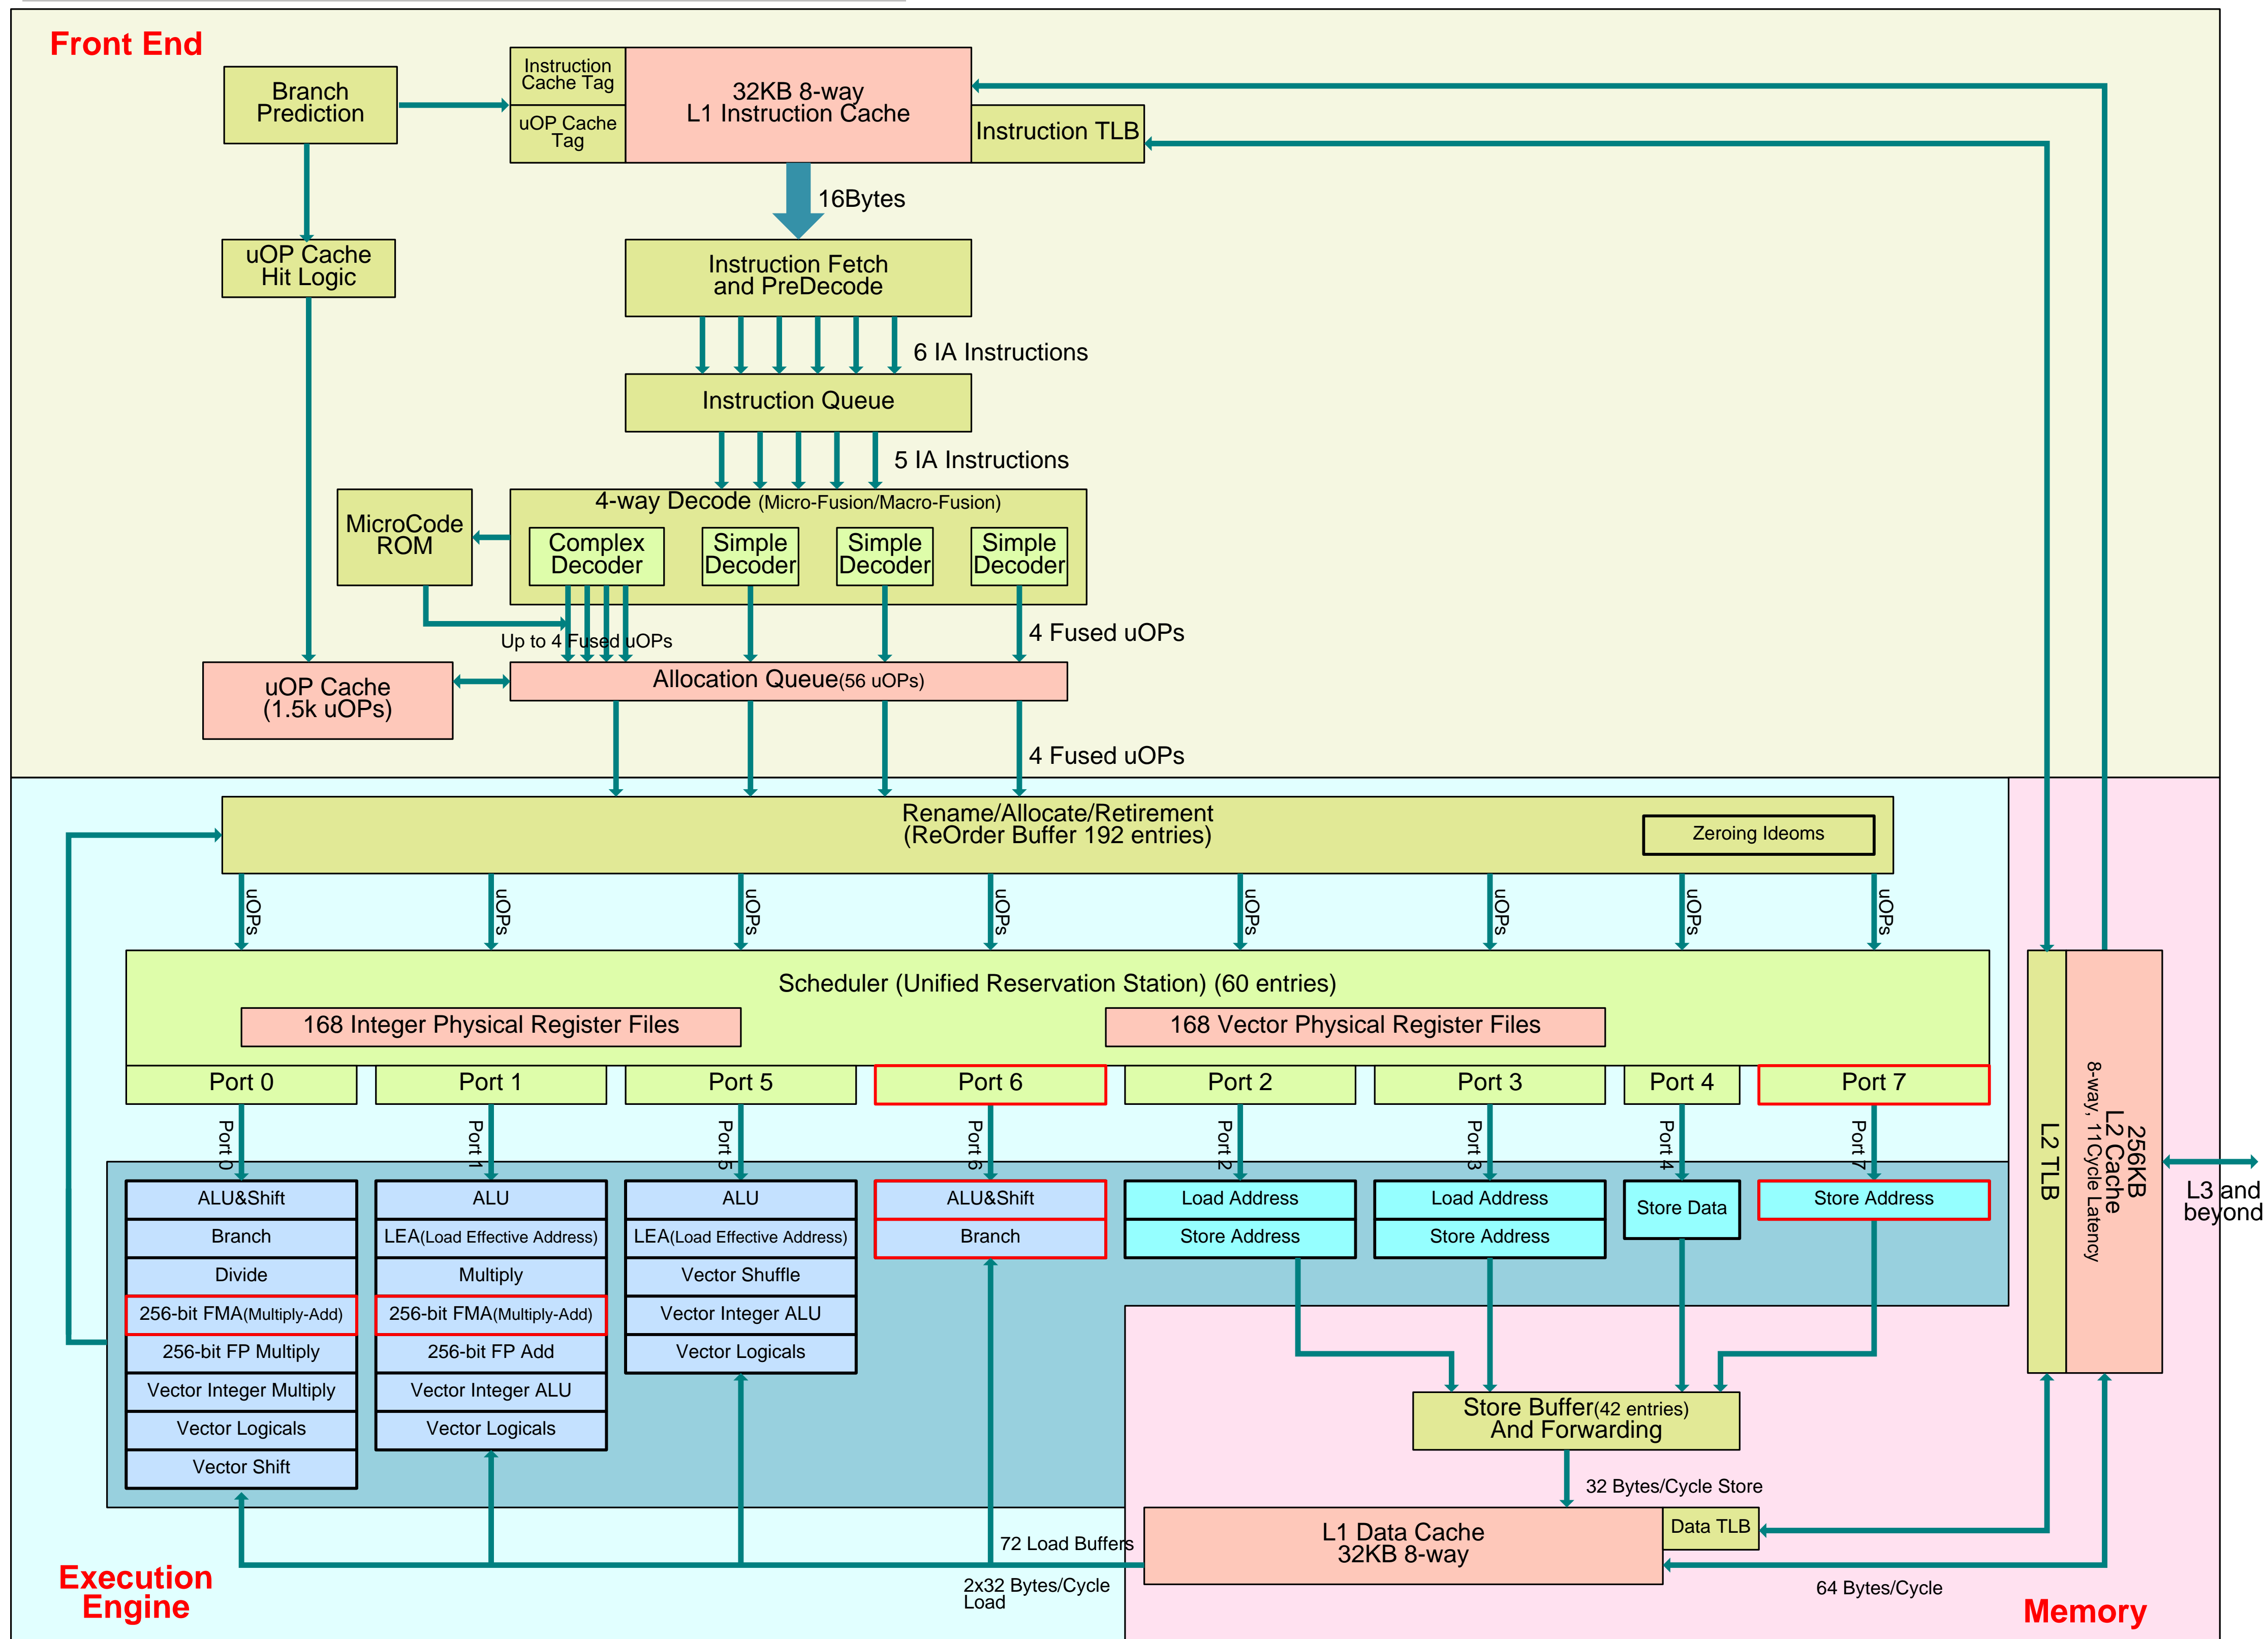 Front End
Branch
Prediction
Instruction
Cache Tag
uOP Cache
Tag
32KB 8-way
L1 Instruction Cache
Instruction TLB
16Bytes
uOP Cache
Hit Logic
Instruction Fetch
and PreDecode
6 IA Instructions
Instruction Queue
5 IA Instructions
MicroCode
ROM
4-way Decode (Micro-Fusion/Macro-Fusion)
Complex
Decoder
Simple
Decoder
Simple
Decoder
Simple
Decoder
Up to 4 Fused uOPs
4 Fused uOPs
uOP Cache
(1.5k uOPs)
Allocation Queue(56 uOPs)
4 Fused uOPs
Rename/Allocate/Retirement
(ReOrder Buffer 192 entries)
Zeroing Ideoms
uOPs
uOPs
uOPs
uOPs
uOPs
uOPs
uOPs
uOPs
Scheduler (Unified Reservation Station) (60 entries)
168 Integer Physical Register Files
168 Vector Physical Register Files
Port 0
Port 1
Port 5
Port 6
Port 2
Port 3
Port 4
Port 7
Port 0
Port 1
Port 5
Port 6
Port 2
Port 3
Port 4
Port 7
ALU&Shift
Branch
Divide
256-bit FMA(Multiply-Add)
256-bit FP Multiply
Vector Integer Multiply
Vector Logicals
Vector Shift
ALU
LEA(Load Effective Address)
Multiply
256-bit FMA(Multiply-Add)
256-bit FP Add
Vector Integer ALU
Vector Logicals
ALU
LEA(Load Effective Address)
Vector Shuffle
Vector Integer ALU
Vector Logicals
ALU&Shift
Branch
Load Address
Store Address
Load Address
Store Address
Store Data
Store Address
L2 TLB
256KB
L2 Cache
8-way, 11Cycle Latency
L3 and
beyond
Store Buffer(42 entries)
And Forwarding
32 Bytes/Cycle Store
L1 Data Cache
32KB 8-way
Data TLB
72 Load Buffers
2x32 Bytes/Cycle
Load
64 Bytes/Cycle
Execution
Engine
Memory